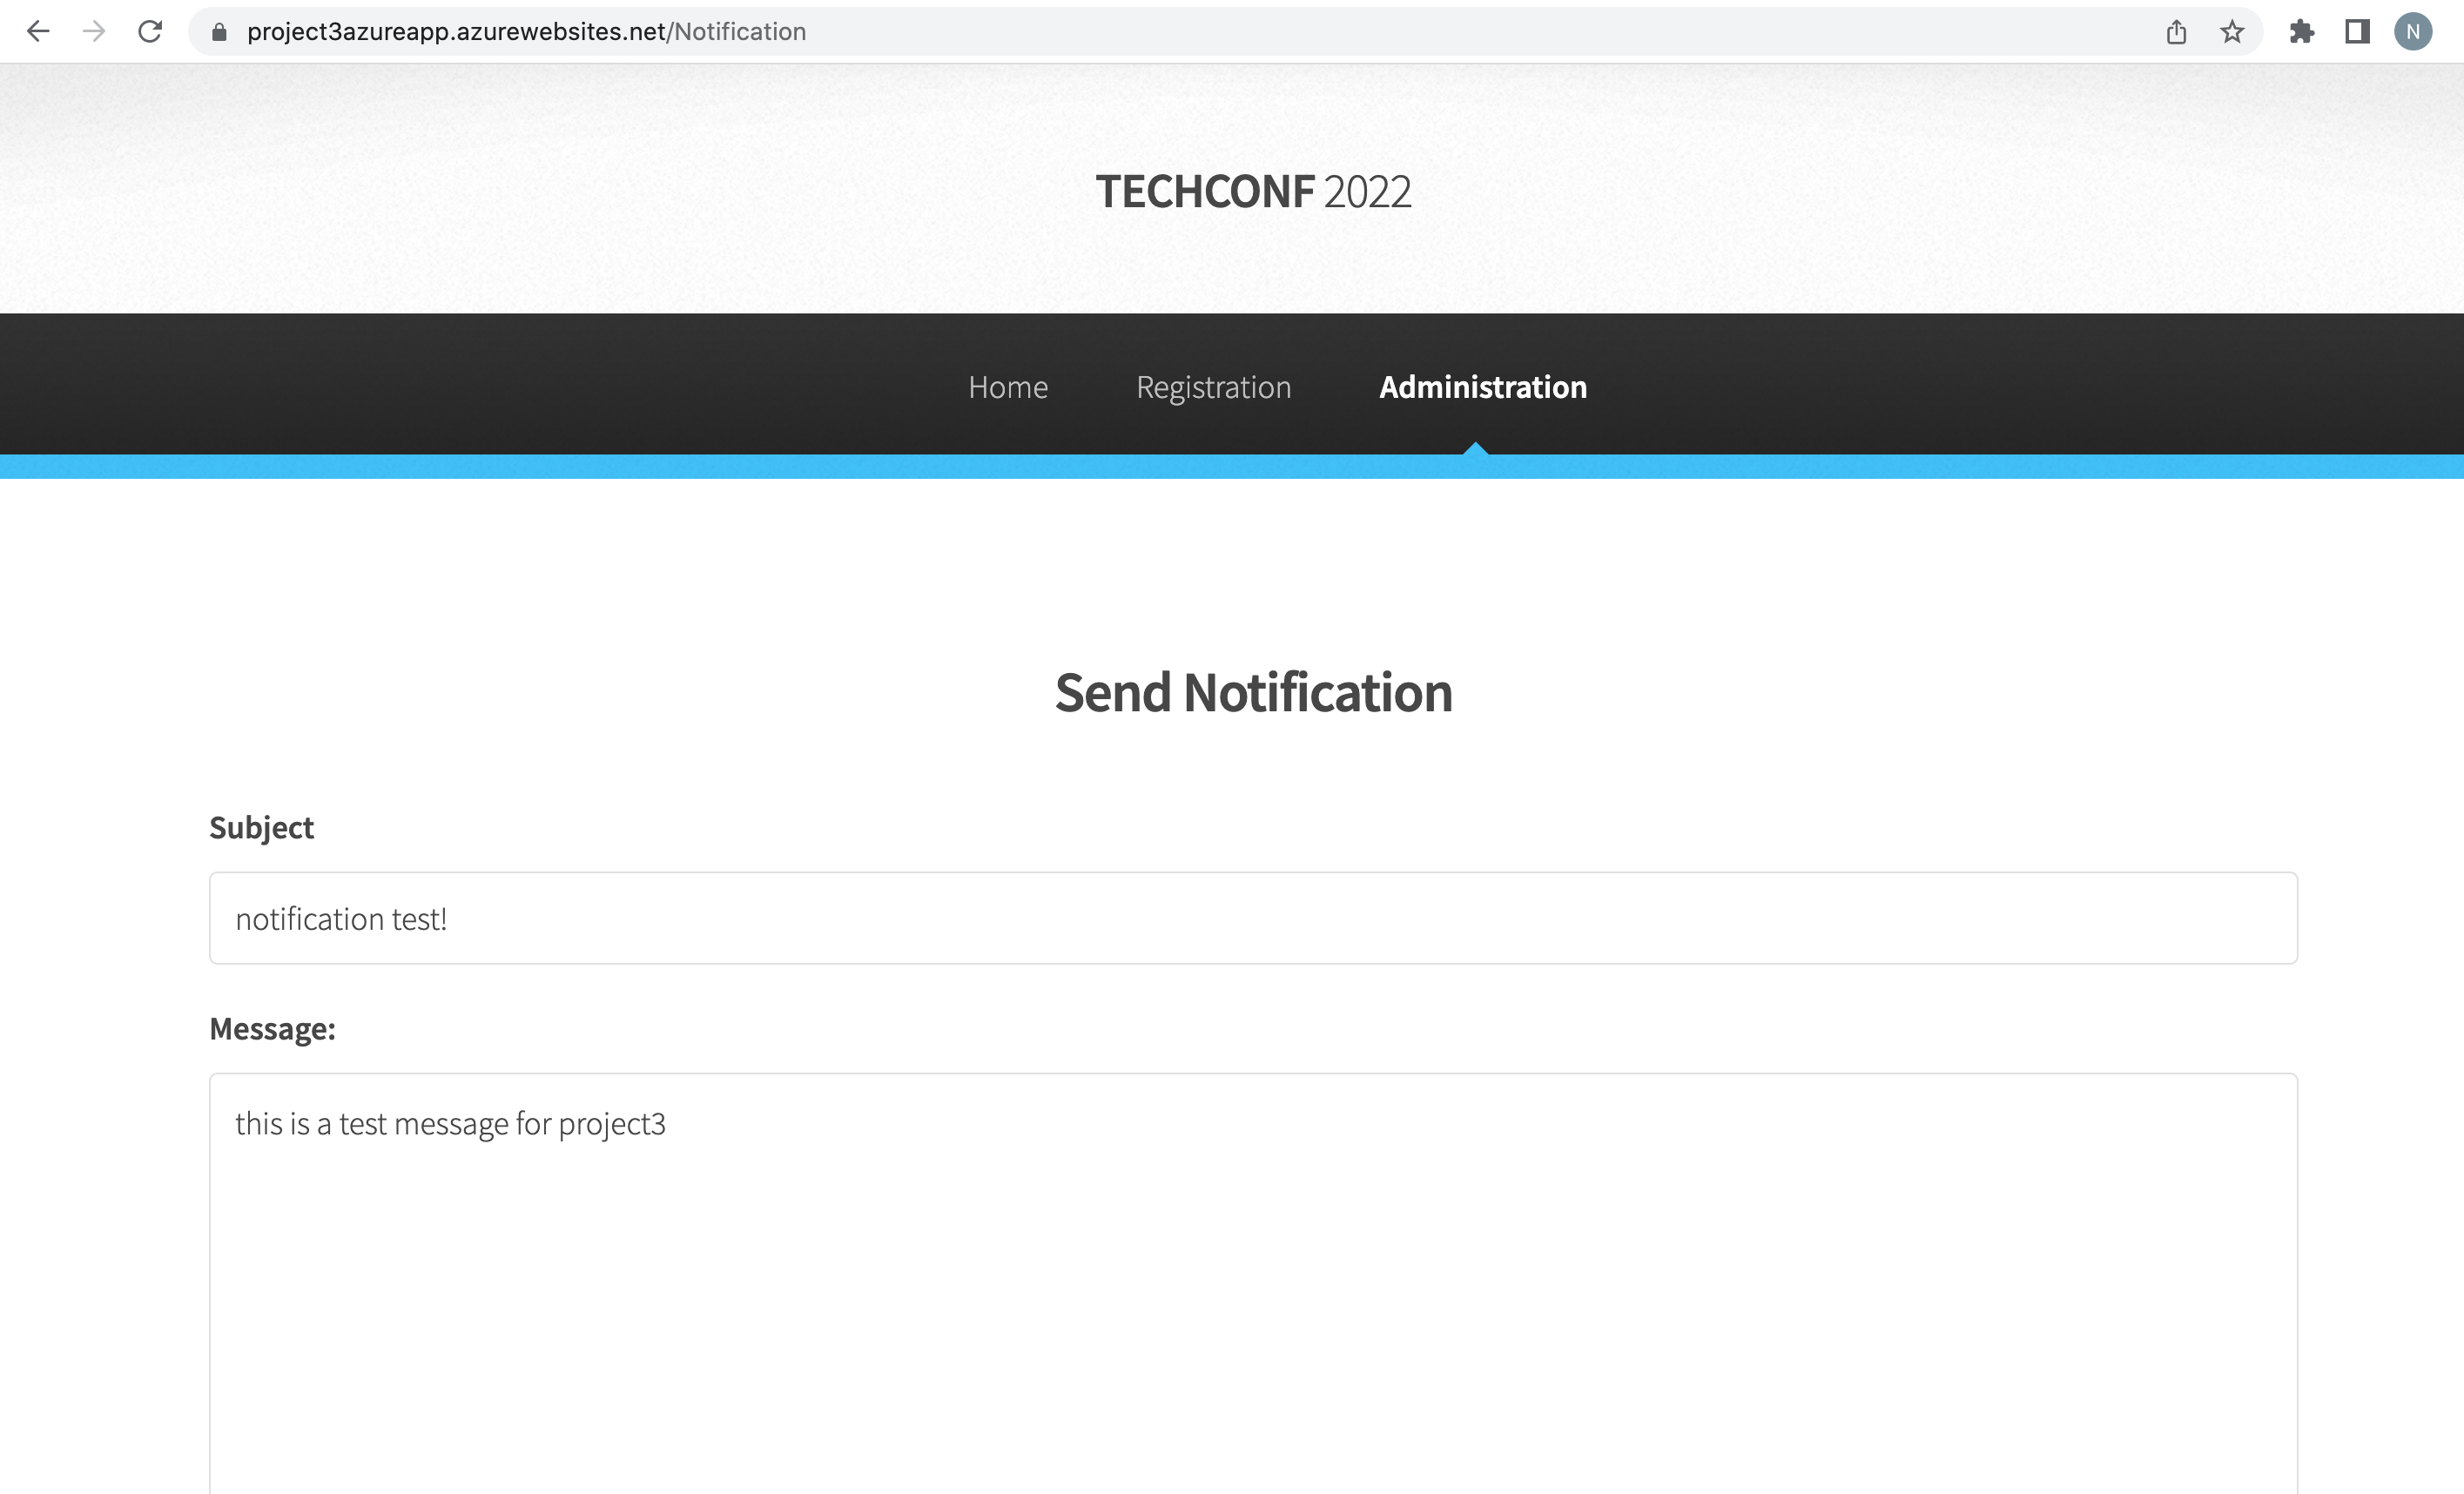 project3azureapp.azurewebsites.net/Notification
N
TECHCONF 2022
Home Registration Administration
Send Notification
Subject
notification test!
Message:
this is a test message for project3